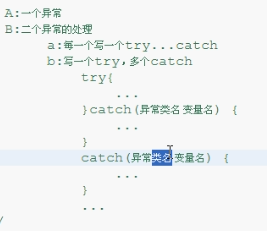 A:一个异常
B:二个异常的处理
a:每一个写一个try...catch
b:写一个try,多个catch
try{
...
}catch(异常类名 变量名) {
...
}
catch(异常类名 变量名) {
...
}
...
/